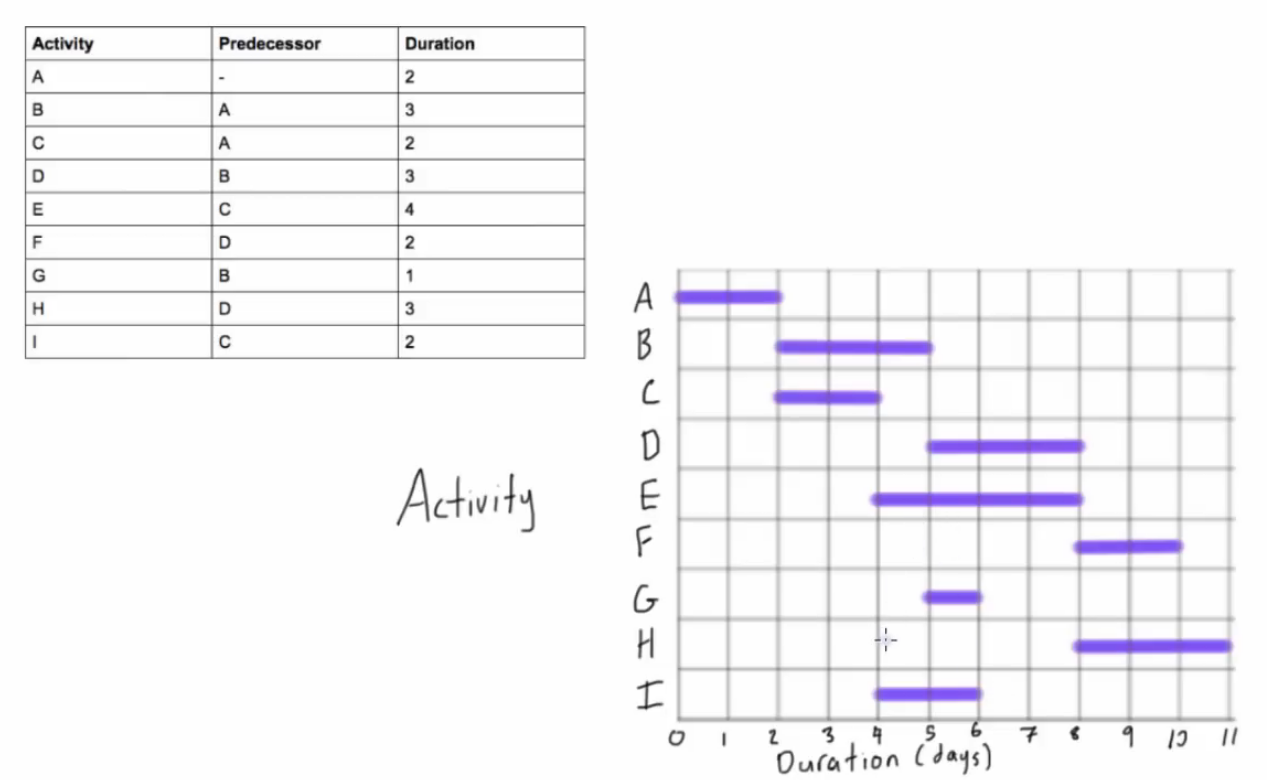 Activity Predecessor Duration
A - 2
B A 3
C A 2
D B 3
E C 4
F D 2
G B 1
H D 3
I C 2
Activity
A
B
C
D
E
F
G
H
I
0 1 2 3 4 5 6 7 8 9 10 11
Duration (days)